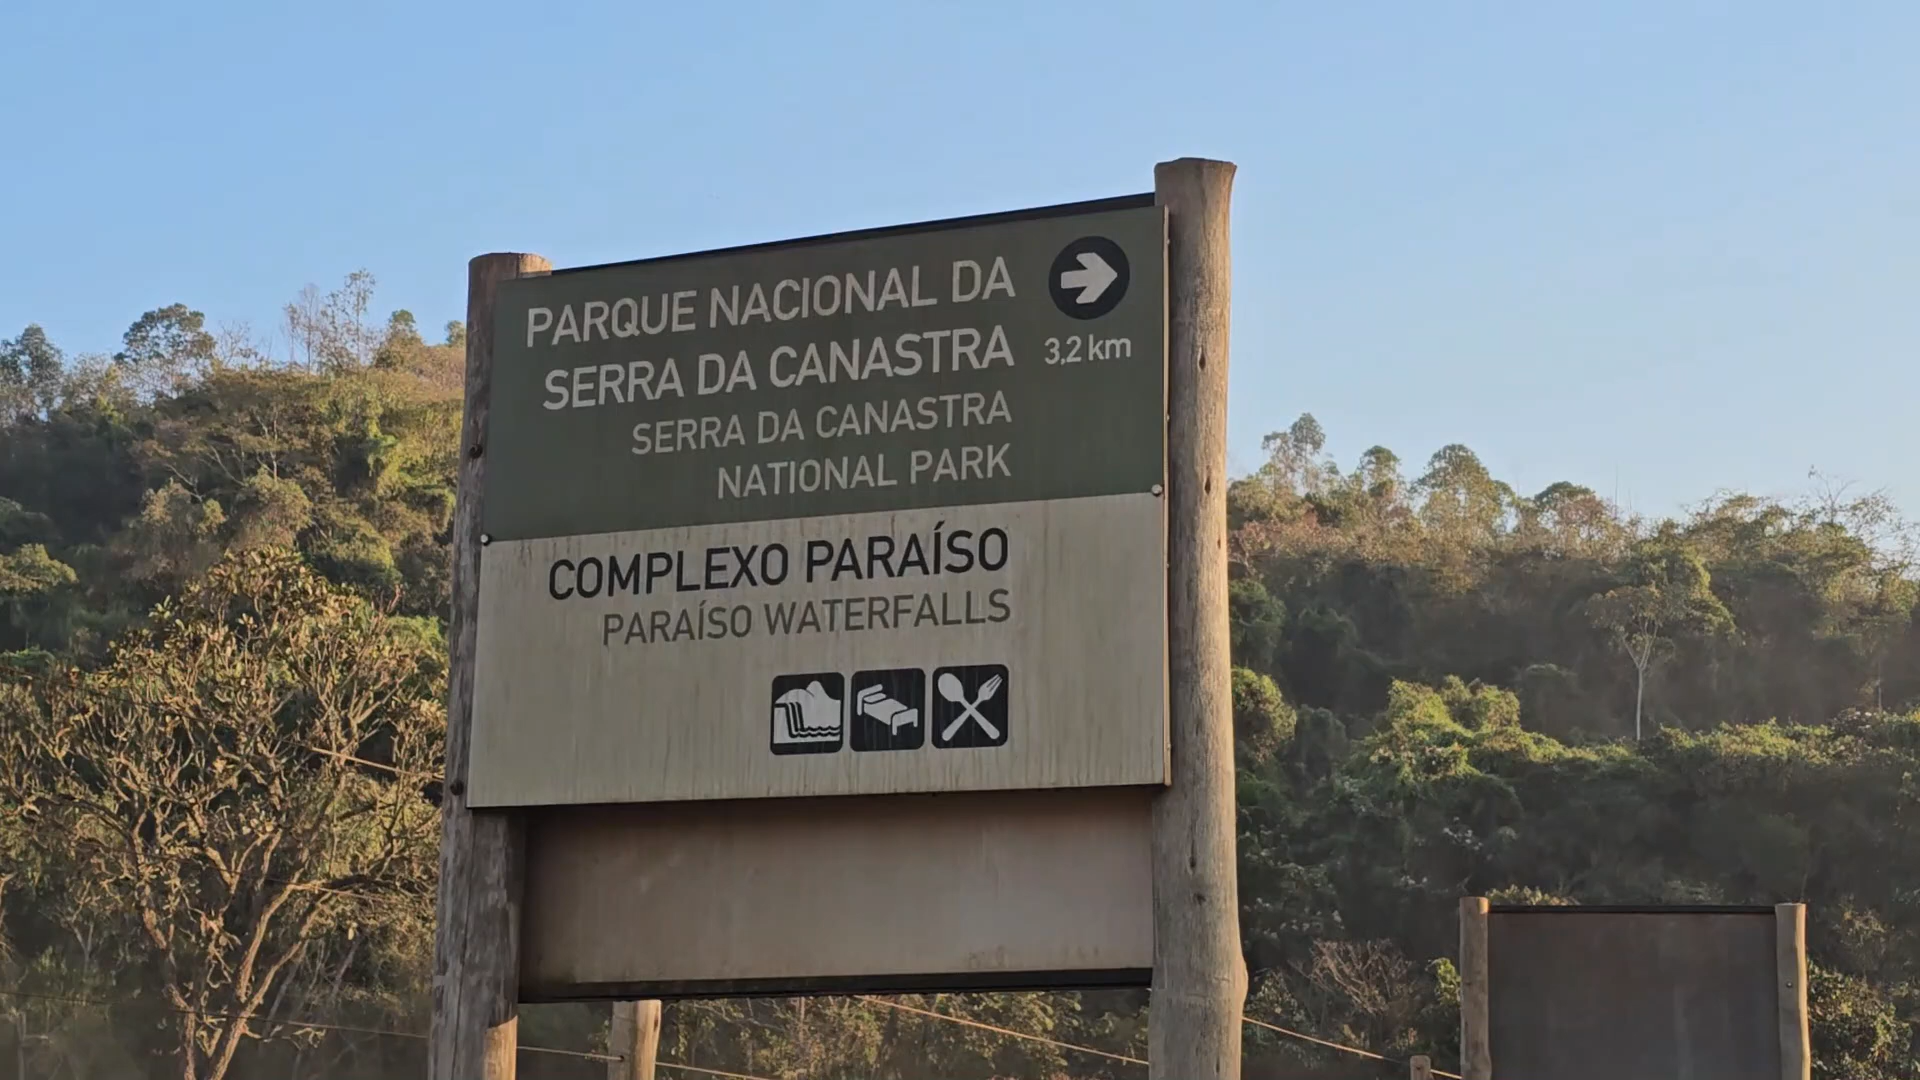 PARQUE NACIONAL DA
SERRA DA CANASTRA
3,2 km
SERRA DA CANASTRA
NATIONAL PARK
COMPLEXO PARAÍSO
PARAÍSO WATERFALLS